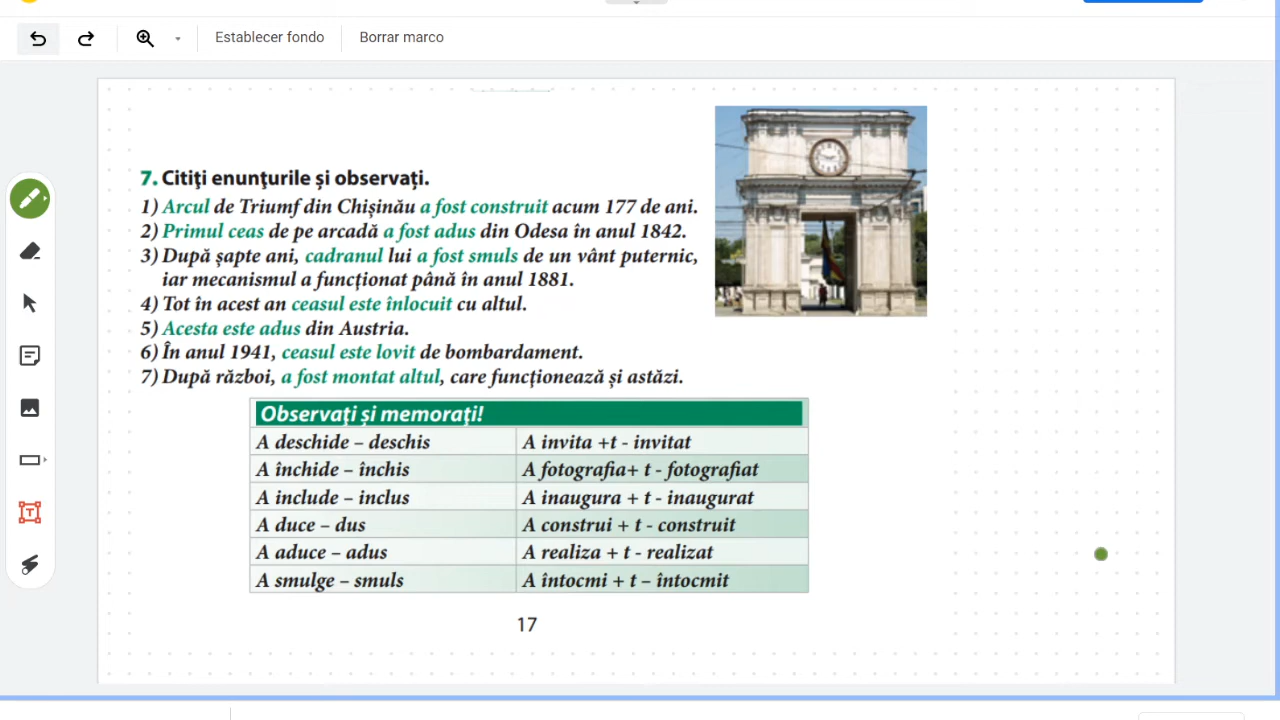 Establecer fondo
Borrar marco
7. Citiţi enunţurile și observați.
1) Arcul de Triumf din Chișinău a fost construit acum 177 de ani.
2) Primul ceas de pe arcadă a fost adus din Odesa în anul 1842.
3) După șapte ani, cadranul lui a fost smuls de un vânt puternic,
iar mecanismul a funcționat până în anul 1881.
4) Tot în acest an ceasul este înlocuit cu altul.
5) Acesta este adus din Austria.
6) În anul 1941, ceasul este lovit de bombardament.
7) După război, a fost montat altul, care funcționează și astăzi.
Observați și memorați!
A deschide – deschis
A invita +t - invitat
A închide – închis
A fotografia+ t - fotografiat
A include – inclus
A inaugura + t - inaugurat
A duce – dus
A construi + t - construit
A aduce – adus
A realiza + t - realizat
A smulge – smuls
A întocmi + t – întocmit
17